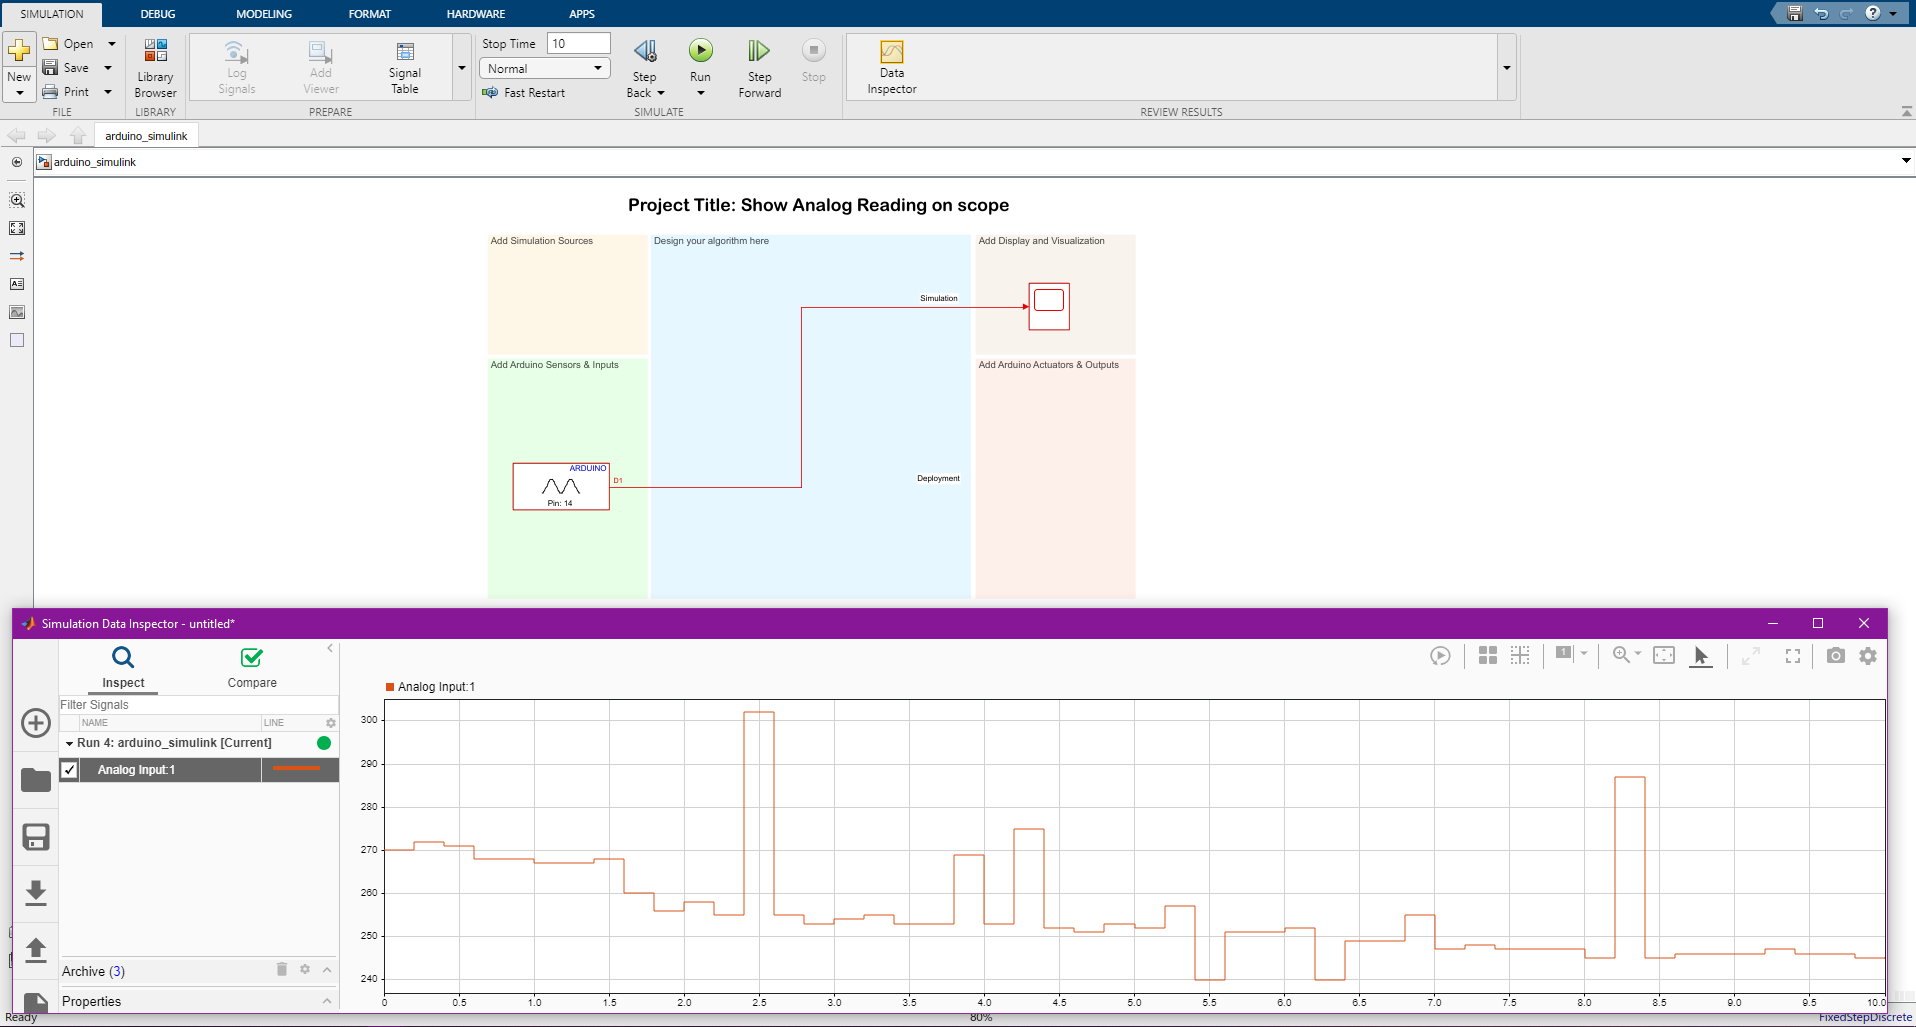 SIMULATION DEBUG MODELING FORMAT HARDWARE APPS
New
Open
Save
Print
FILE
Library
Browser
LIBRARY
Log
Signals
Add
Viewer
Signal
Table
PREPARE
Stop Time 10
Normal
Fast Restart
Step
Back
Run
Step
Forward
Stop
SIMULATE
Data
Inspector
REVIEW RESULTS
arduino_simulink
arduino_simulink
Project Title: Show Analog Reading on scope
Add Simulation Sources
Design your algorithm here
Add Display and Visualization
Simulation
Add Arduino Sensors & Inputs
Add Arduino Actuators & Outputs
ARDUINO
Pin: 14
D1
Deployment
Simulation Data Inspector - untitled*
Inspect
Compare
Filter Signals
NAME LINE
Run 4: arduino_simulink [Current]
Analog Input:1
Archive (3)
Properties
1
Analog Input:1
300
290
280
270
260
250
240
0 0.5 1.0 1.5 2.0 2.5 3.0 3.5 4.0 4.5 5.0 5.5 6.0 6.5 7.0 7.5 8.0 8.5 9.0 9.5 10.0
Ready 80% FixedStepDiscrete